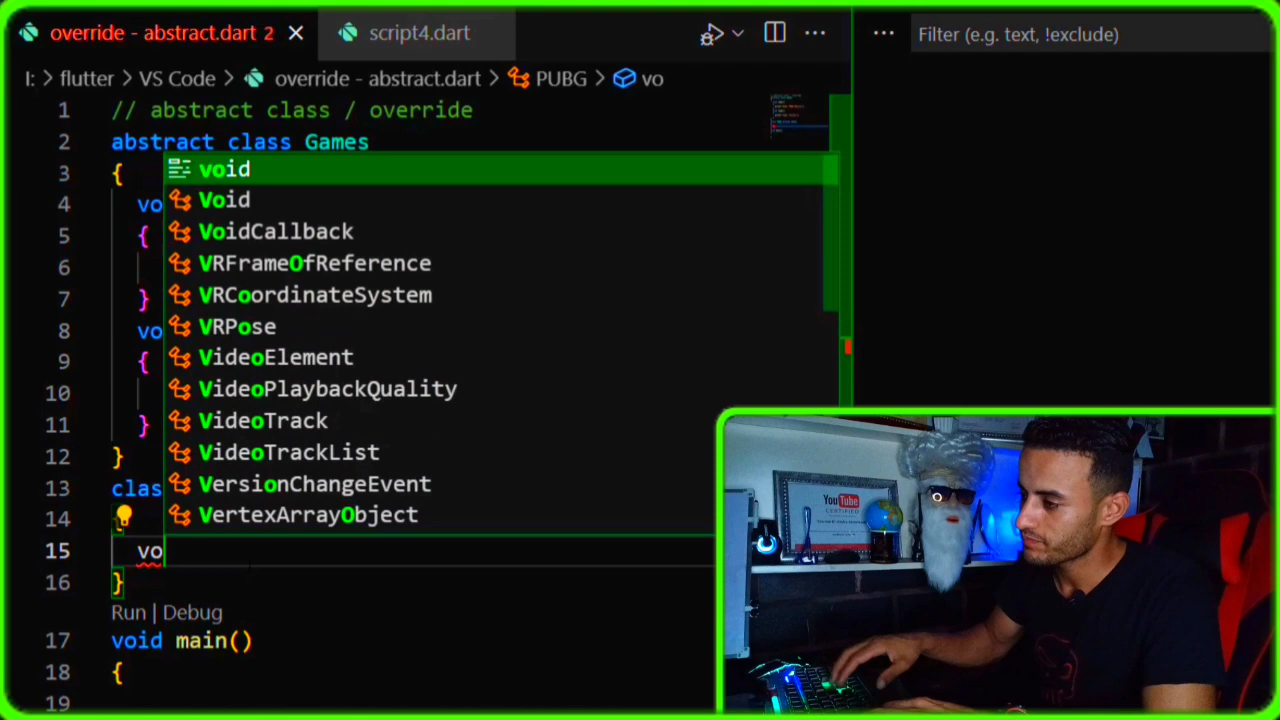 override - abstract.dart 2
script4.dart
Filter (e.g. text, !exclude)
I: > flutter > VS Code > override - abstract.dart > PUBG > vo
1 // abstract class / override
2 abstract class Games
3 {
void
4 vo
Void
5 {
VoidCallback
6
VRFrameOfReference
7 }
VRCoordinateSystem
8 vo
VRPose
9 {
VideoElement
10
VideoPlaybackQuality
11 }
VideoTrack
12 }
VideoTrackList
13 clas
VersionChangeEvent
14 {
VertexArrayObject
15 vo
16 }
Run | Debug
17 void main()
18 {
19
YouTube
CERTIFIED